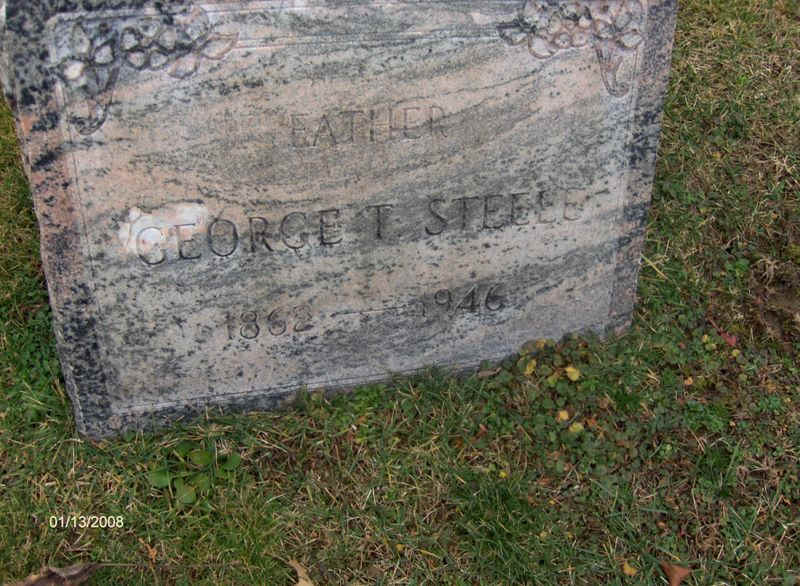 FATHER
GEORGE T STEELE
1862 — 1946
01/13/2008